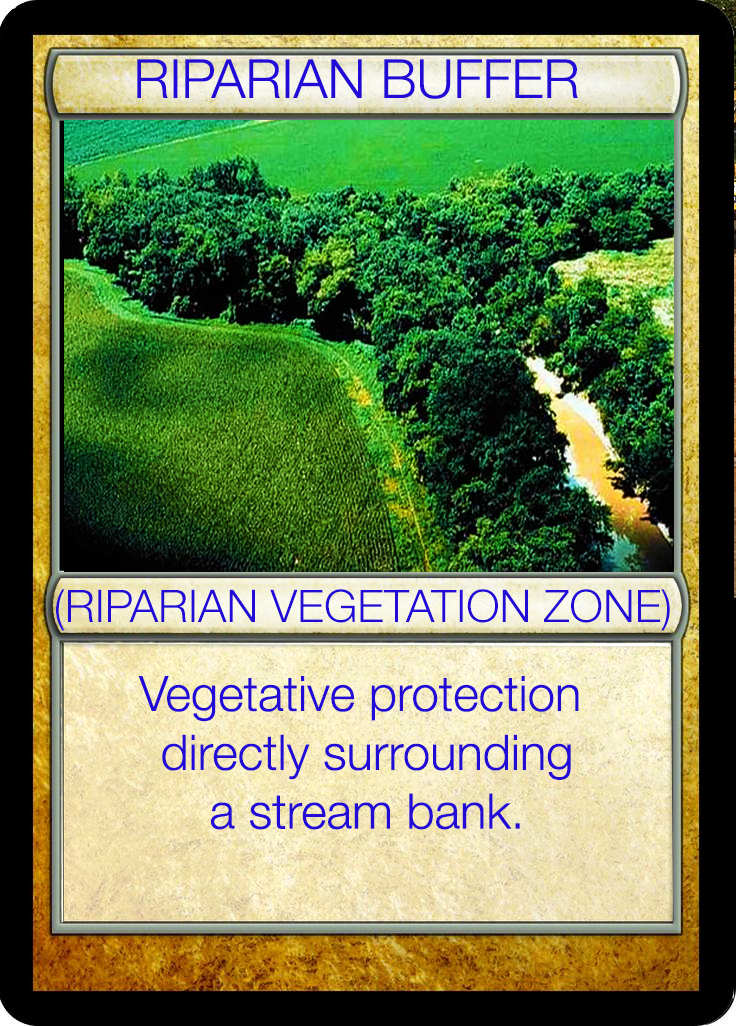 RIPARIAN BUFFER
(RIPARIAN VEGETATION ZONE)
Vegetative protection
directly surrounding
a stream bank.